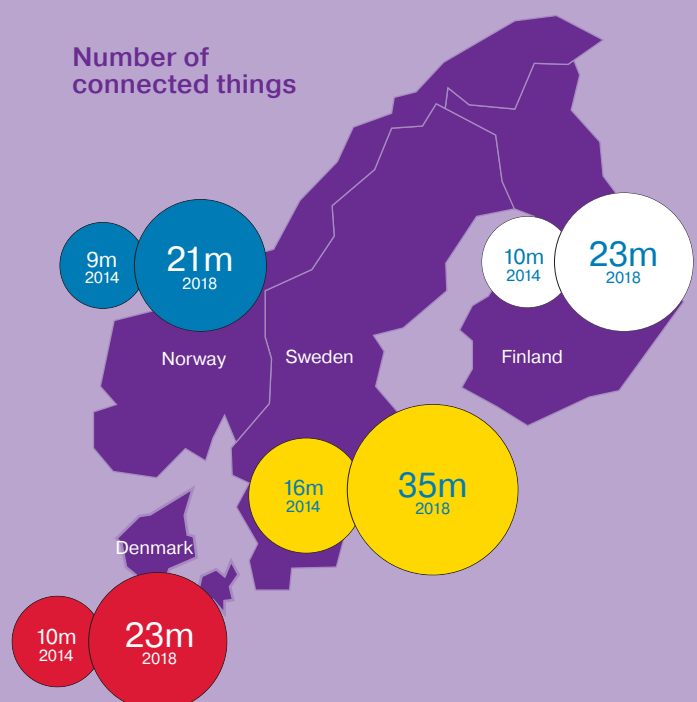 Number of
connected things
9m
2014
21m
2018
10m
2014
23m
2018
Norway
Sweden
Finland
16m
2014
35m
2018
Denmark
10m
2014
23m
2018